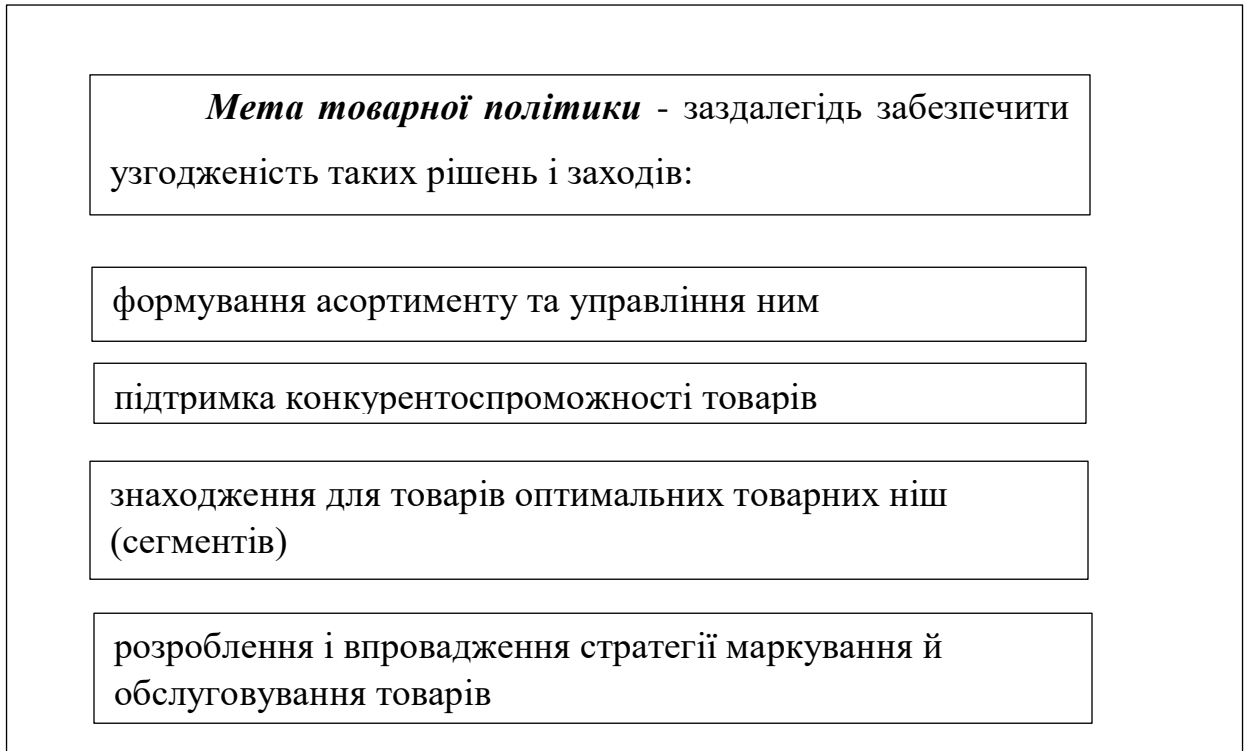 Мета товарної політики - заздалегідь забезпечити
узгодженість таких рішень і заходів:
формування асортименту та управління ним
підтримка конкурентоспроможності товарів
знаходження для товарів оптимальних товарних ніш
(сегментів)
розроблення і впровадження стратегії маркування й
обслуговування товарів